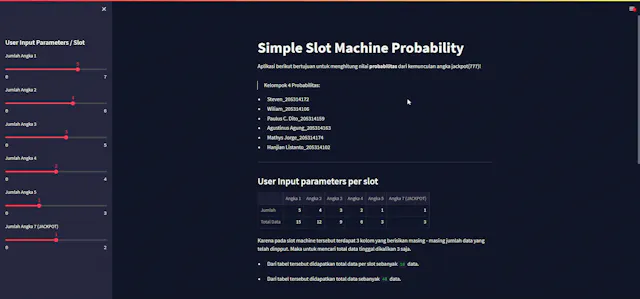 User Input Parameters / Slot
Jumlah Angka 1
5
0 7
Jumlah Angka 2
4
0 6
Jumlah Angka 3
3
0 5
Jumlah Angka 4
2
0 4
Jumlah Angka 5
1
0 3
Jumlah Angka 7 (JACKPOT)
1
0 2
Simple Slot Machine Probability
Aplikasi berikut bertujuan untuk menghitung nilai probabilitas dari kemunculan angka jackpot(777)!
Kelompok 4 Probabilitas:
Steven_205314172
Wiliam_205314106
Paulus C. Dito_205314159
Agustinus Agung_205314163
Mathys Jorge_205314174
Hanjian Listanto_205314102
User Input parameters per slot
Angka 1 Angka 2 Angka 3 Angka 4 Angka 5 Angka 7 (JACKPOT)
Jumlah 5 4 3 2 1 1
Total Data 15 12 9 6 3 3
Karena pada slot machine tersebut terdapat 3 kolom yang berisikan masing - masing jumlah data yang
telah diinput. Maka untuk mencari total data tinggal dikalikan 3 saja.
Dari tabel tersebut didapatkan total data per slot sebanyak 16 data.
Dari tabel tersebut didapatkan total data sebanyak 48 data.